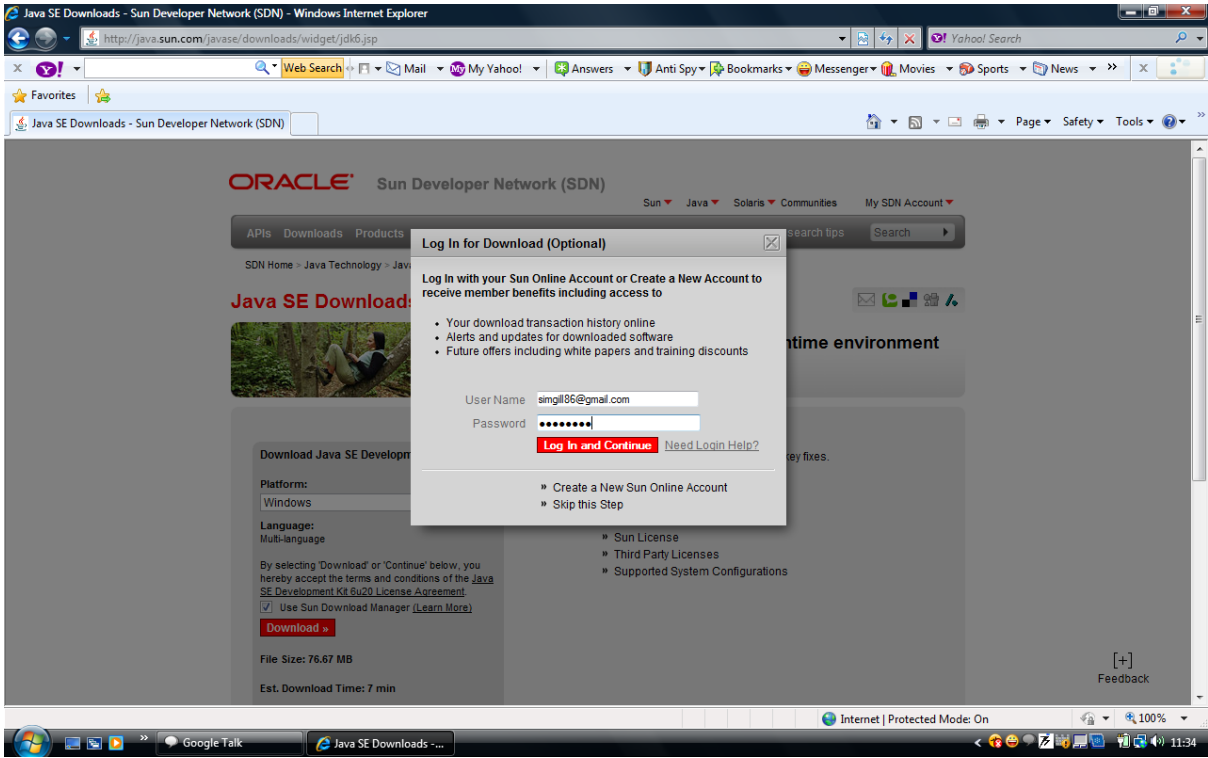 Java SE Downloads - Sun Developer Network (SDN) - Windows Internet Explorer
http://java.sun.com/javase/downloads/widget/jdk6.jsp
Yahoo! Search
Y! Web Search Mail My Yahoo! Answers Anti Spy Bookmarks Messenger Movies Sports News
Favorites
Java SE Downloads - Sun Developer Network (SDN)
Page Safety Tools
ORACLE Sun Developer Network (SDN)
Sun Java Solaris Communities My SDN Account
APIs Downloads Products search tips Search
SDN Home > Java Technology >
Java SE Downloads
ntime environment
Log In for Download (Optional)
Log In with your Sun Online Account or Create a New Account to
receive member benefits including access to
• Your download transaction history online
• Alerts and updates for downloaded software
• Future offers including white papers and training discounts
User Name simgill86@gmail.com
Password ••••••••
Log In and Continue Need Login Help?
» Create a New Sun Online Account
» Skip this Step
Download Java SE Developm
key fixes.
Platform:
Windows
Language:
Multi-language
By selecting 'Download' or 'Continue' below, you
hereby accept the terms and conditions of the Java
SE Development Kit 6u20 License Agreement.
Use Sun Download Manager (Learn More)
Download »
File Size: 76.67 MB
Est. Download Time: 7 min
» Sun License
» Third Party Licenses
» Supported System Configurations
[+]
Feedback
Internet | Protected Mode: On 100%
Google Talk Java SE Downloads -... 11:34